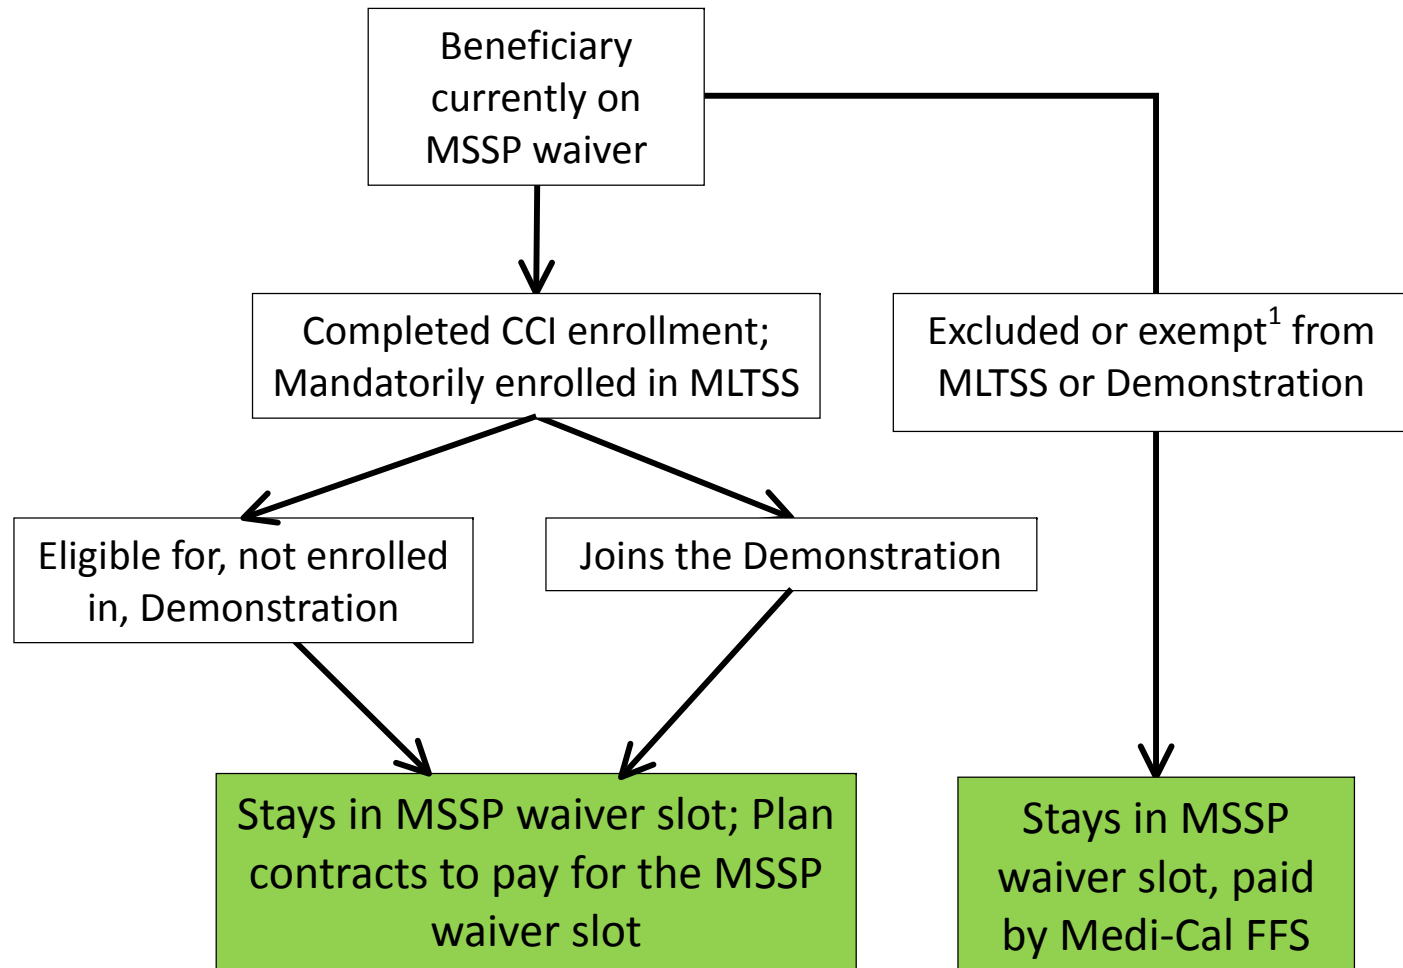 Beneficiary
currently on
MSSP waiver
Completed CCI enrollment;
Mandatorily enrolled in MLTSS
Excluded or exempt¹ from
MLTSS or Demonstration
Eligible for, not enrolled
in, Demonstration
Joins the Demonstration
Stays in MSSP waiver slot; Plan
contracts to pay for the MSSP
waiver slot
Stays in MSSP
waiver slot, paid
by Medi-Cal FFS